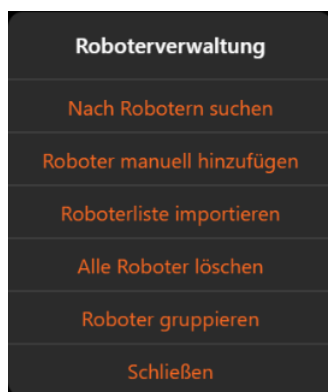 Roboterverwaltung
Nach Robotern suchen
Roboter manuell hinzufügen
Roboterliste importieren
Alle Roboter löschen
Roboter gruppieren
Schließen